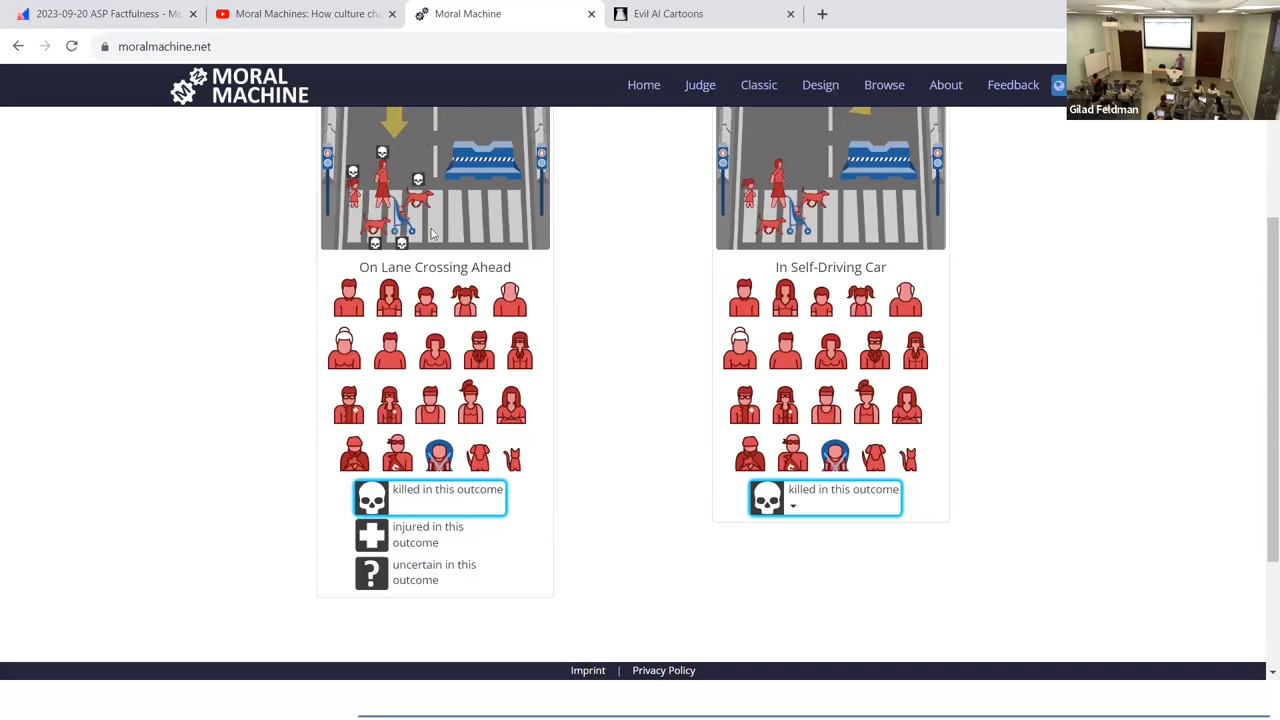 2023-09-20 ASP Factfulness - Me
Moral Machines: How culture cha
Moral Machine
Evil AI Cartoons
moralmachine.net
MORAL
MACHINE
Home
Judge
Classic
Design
Browse
About
Feedback
Gilad Feldman
On Lane Crossing Ahead
In Self-Driving Car
killed in this outcome
killed in this outcome
injured in this
outcome
uncertain in this
outcome
?
Imprint | Privacy Policy